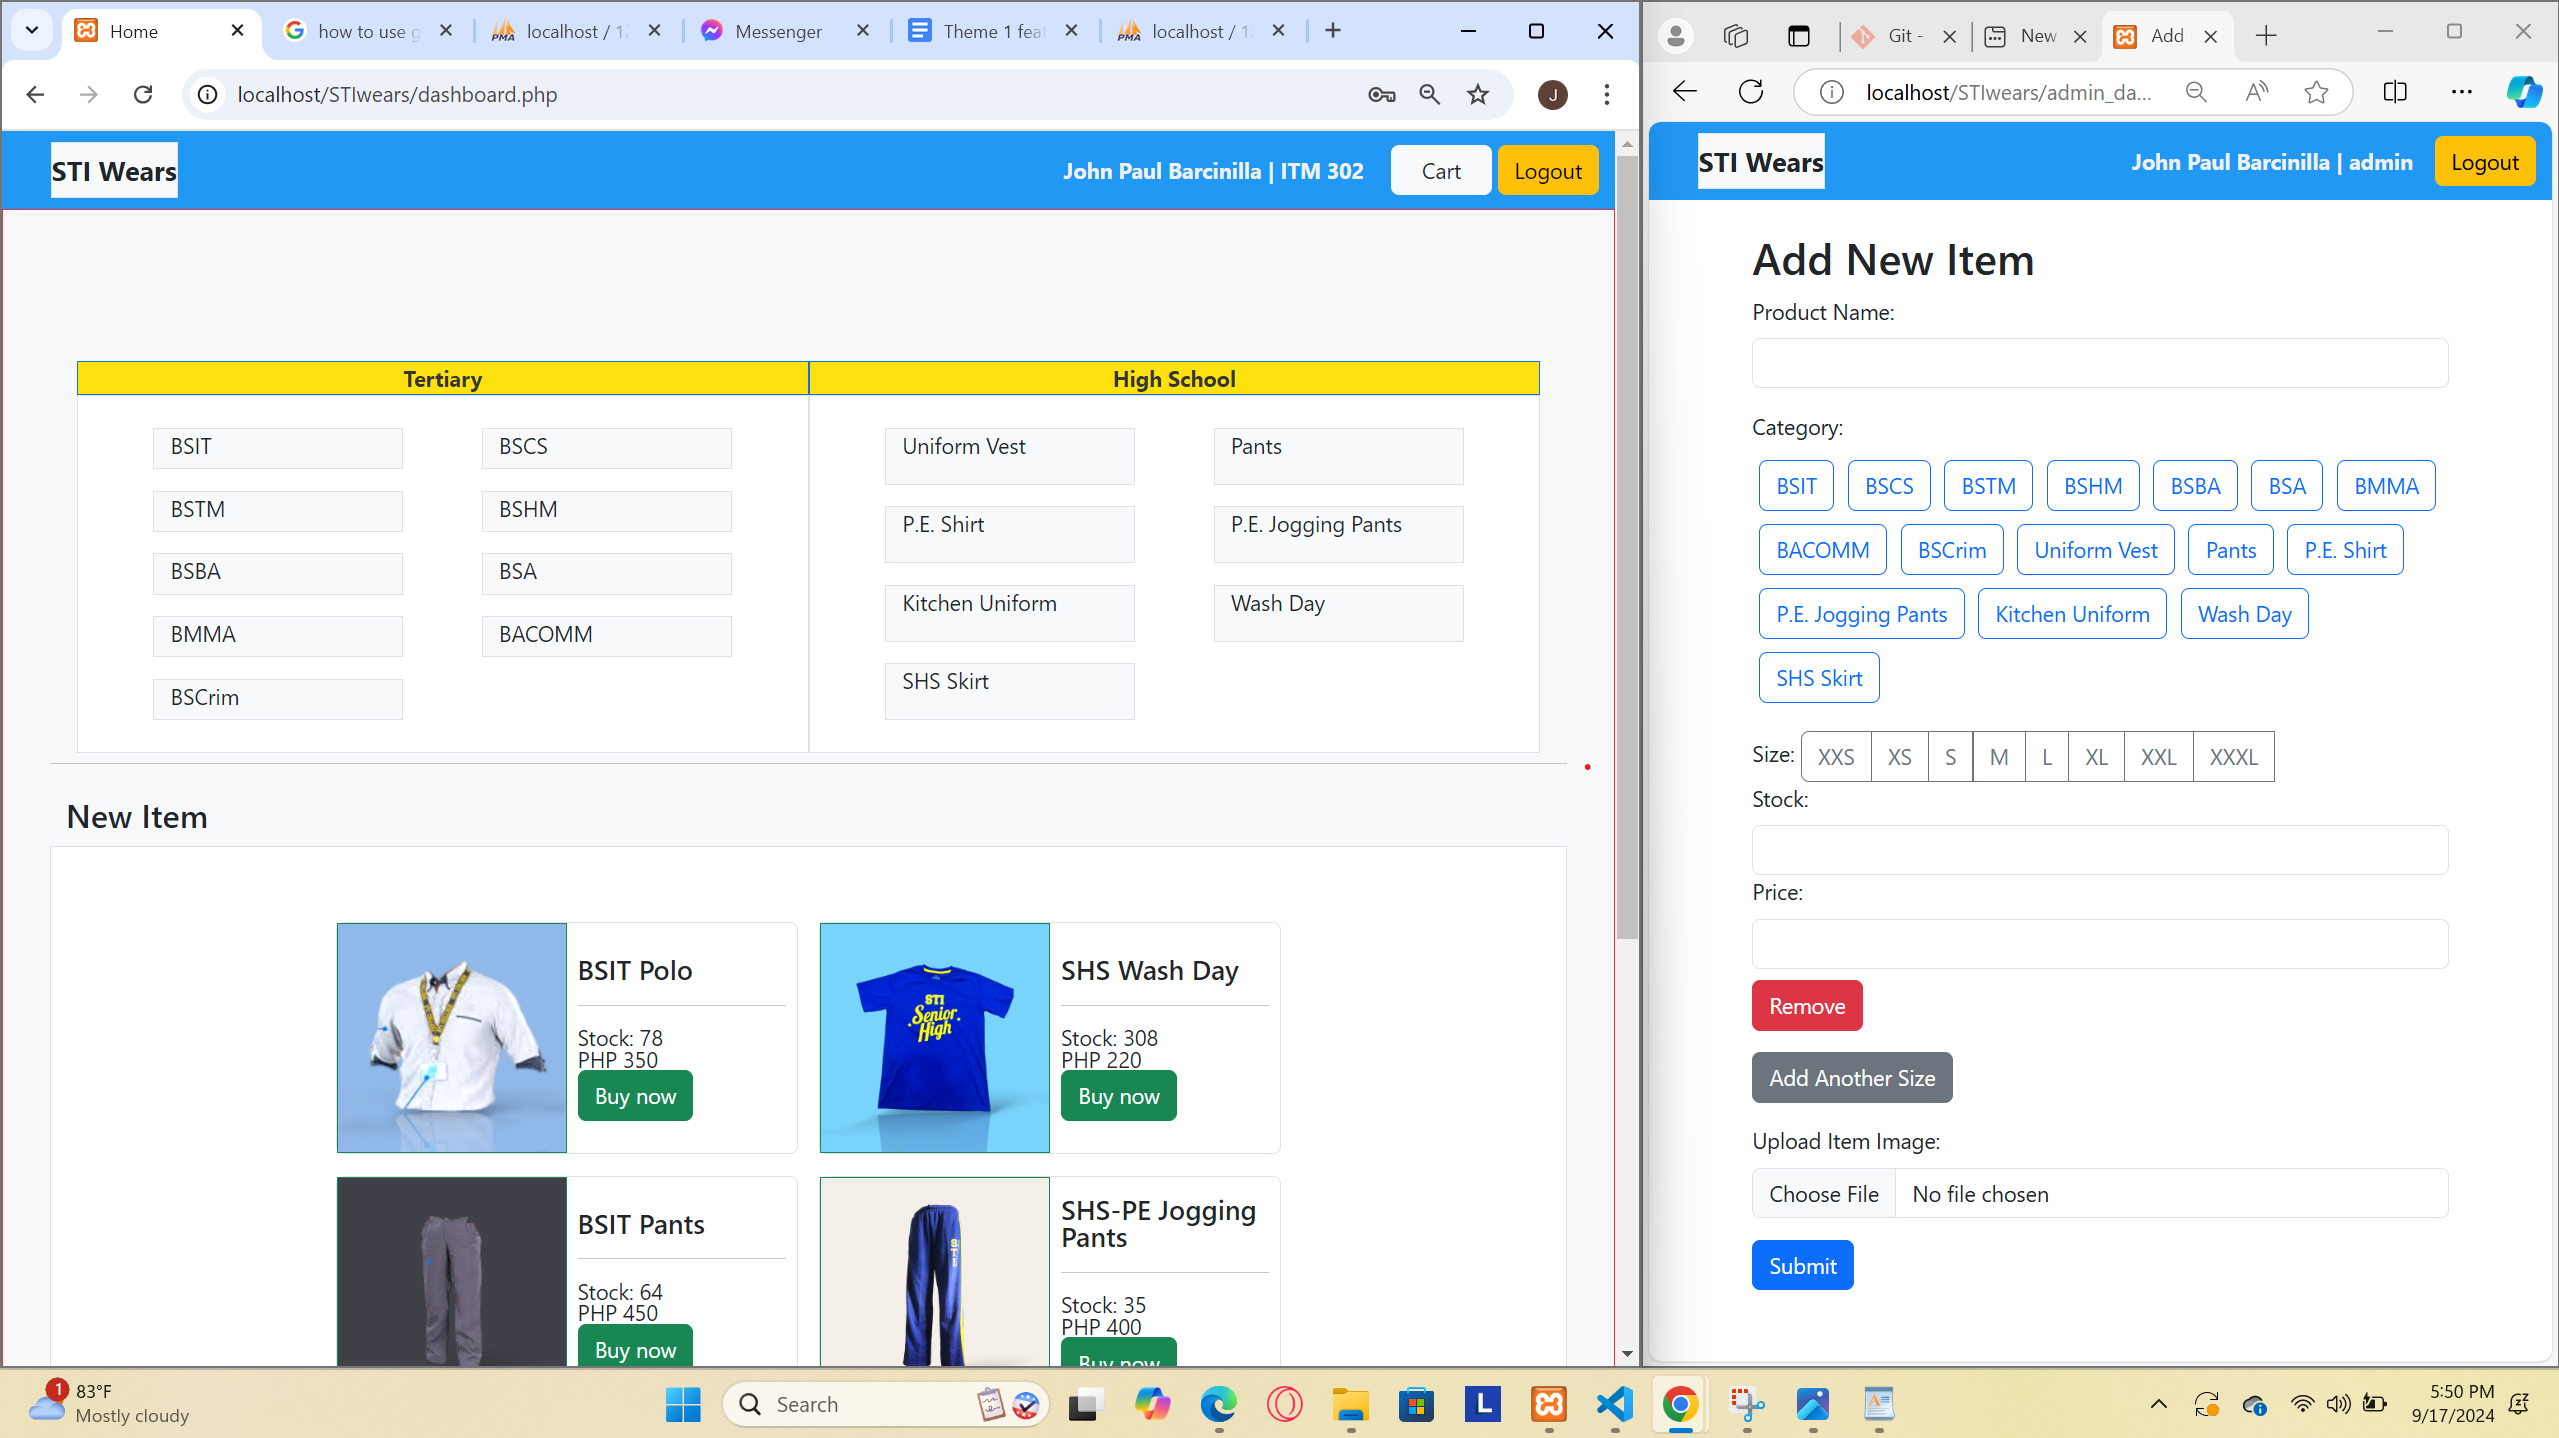 Home
how to use g
localhost / 12
Messenger
Theme 1 feat
localhost / 12
localhost/STIwears/dashboard.php
J
STI Wears
John Paul Barcinilla | ITM 302
Cart
Logout
Tertiary
High School
BSIT
BSCS
BSTM
BSHM
BSBA
BSA
BMMA
BACOMM
BSCrim
Uniform Vest
Pants
P.E. Shirt
P.E. Jogging Pants
Kitchen Uniform
Wash Day
SHS Skirt
New Item
STI
Senior
High
BSIT Polo
Stock: 78
PHP 350
Buy now
SHS Wash Day
Stock: 308
PHP 220
Buy now
BSIT Pants
Stock: 64
PHP 450
Buy now
STI
SHS-PE Jogging
Pants
Stock: 35
PHP 400
Buy now
Git -
New
Add
localhost/STIwears/admin_da...
STI Wears
John Paul Barcinilla | admin
Logout
Add New Item
Product Name:
Category:
BSIT BSCS BSTM BSHM BSBA BSA BMMA
BACOMM BSCrim Uniform Vest Pants P.E. Shirt
P.E. Jogging Pants Kitchen Uniform Wash Day
SHS Skirt
Size: XXS XS S M L XL XXL XXXL
Stock:
Price:
Remove
Add Another Size
Upload Item Image:
Choose File No file chosen
Submit
1
83°F
Mostly cloudy
Search
L
5:50 PM
9/17/2024